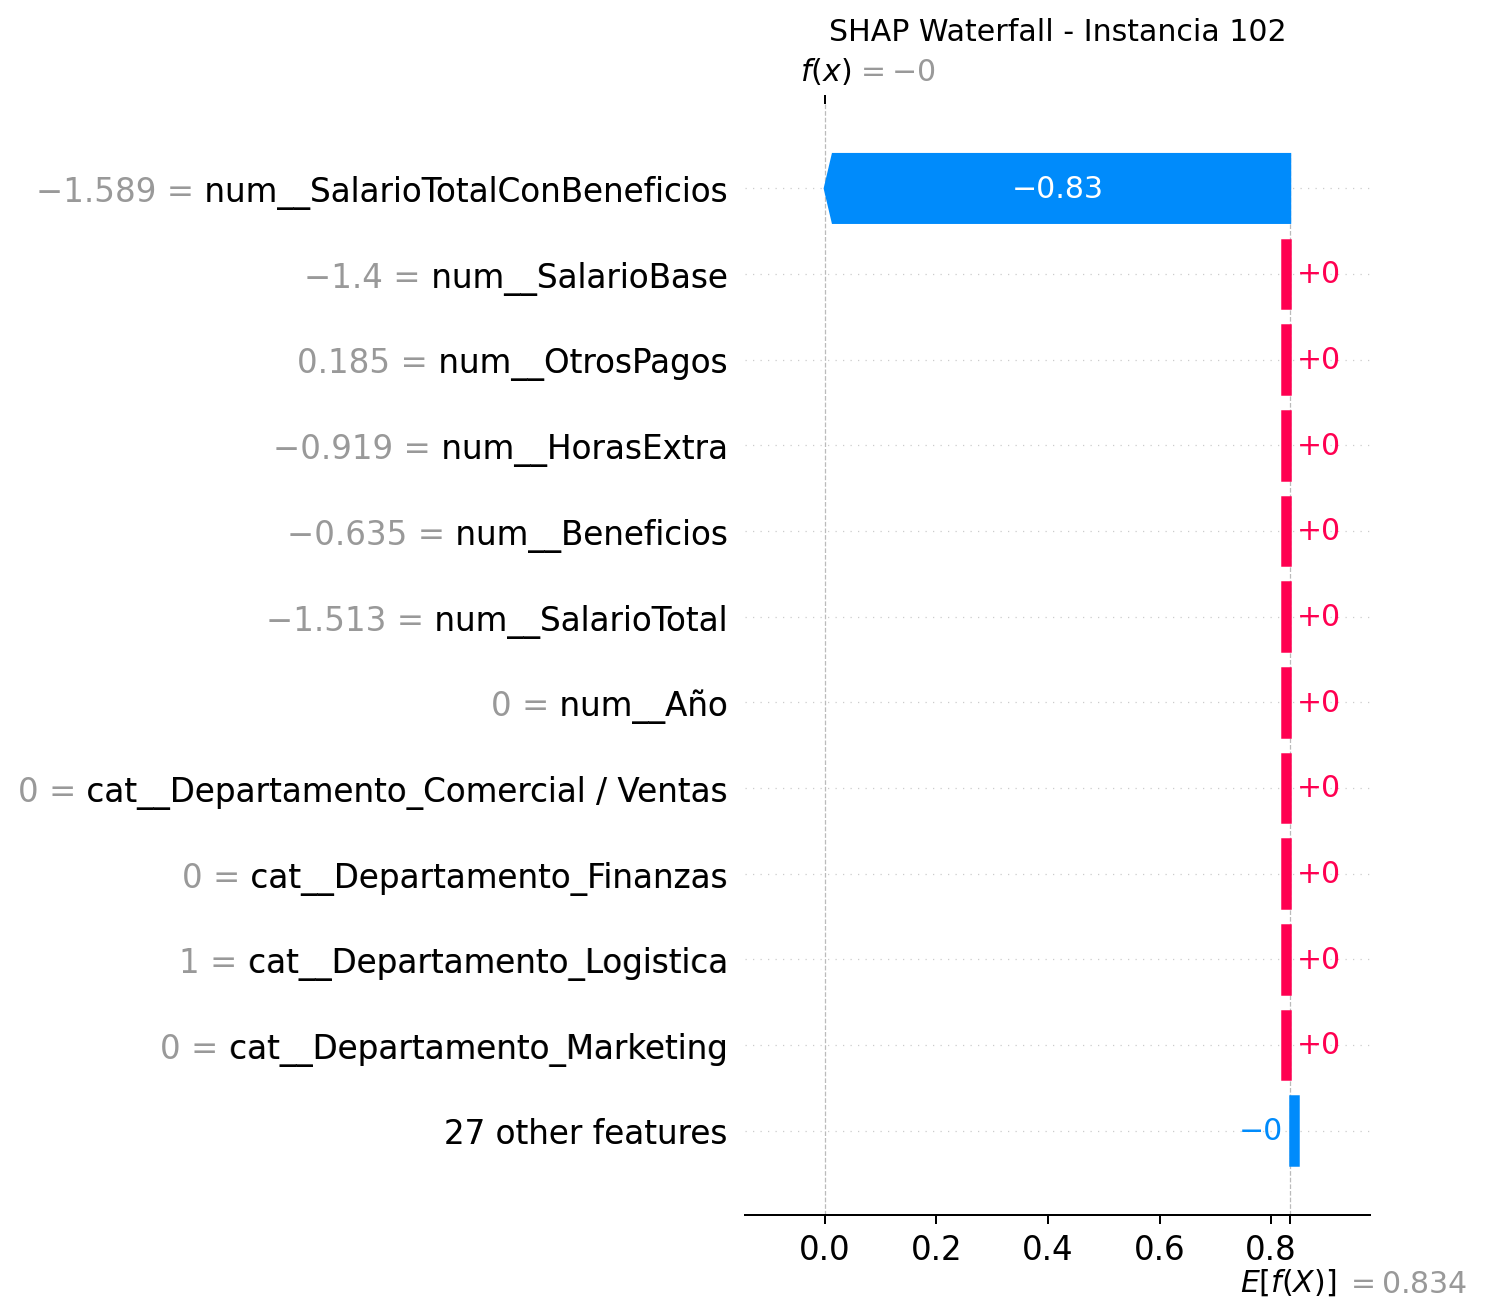 SHAP Waterfall - Instancia 102
f(x) = −0
−1.589 = num__SalarioTotalConBeneficios −0.83
−1.4 = num__SalarioBase +0
0.185 = num__OtrosPagos +0
−0.919 = num__HorasExtra +0
−0.635 = num__Beneficios +0
−1.513 = num__SalarioTotal +0
0 = num__Año +0
0 = cat__Departamento_Comercial / Ventas +0
0 = cat__Departamento_Finanzas +0
1 = cat__Departamento_Logistica +0
0 = cat__Departamento_Marketing +0
27 other features −0
0.0 0.2 0.4 0.6 0.8
E[f(X)] = 0.834